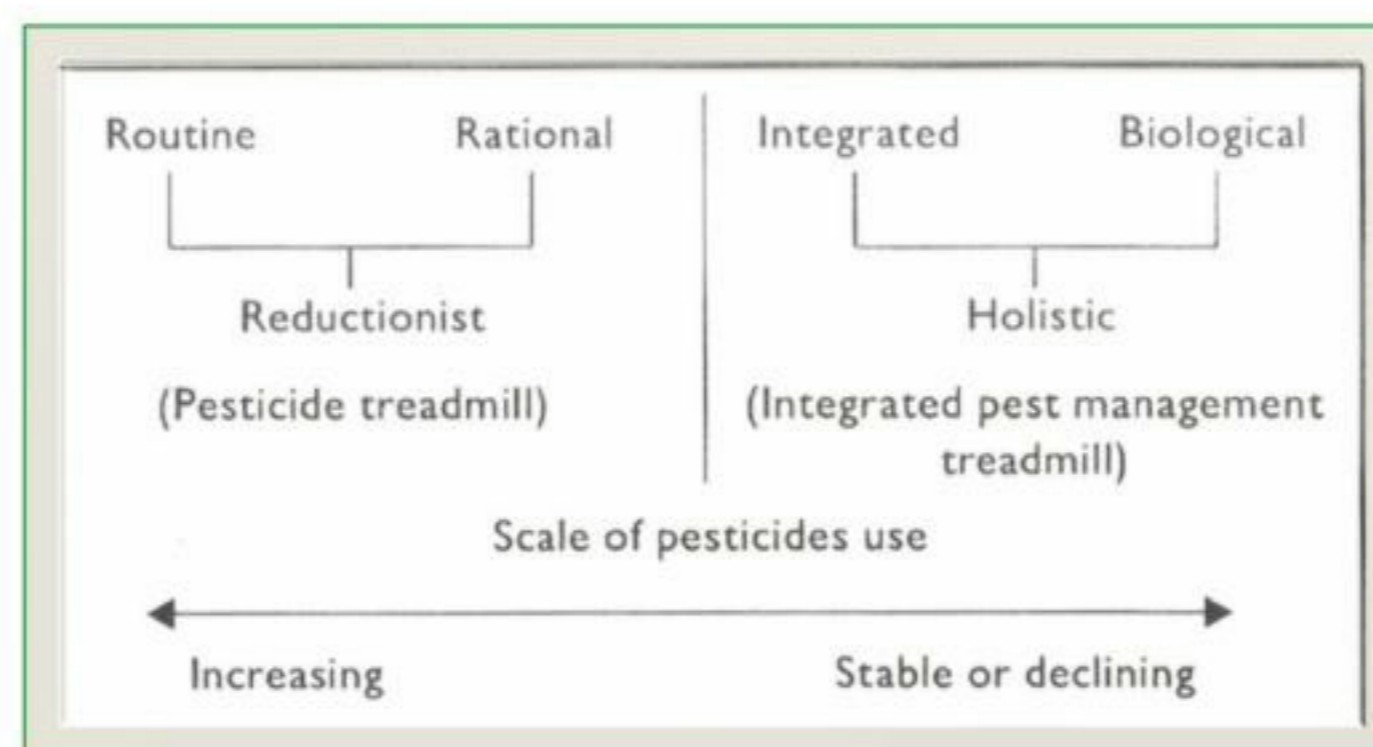 Routine Rational Integrated Biological
Reductionist Holistic
(Pesticide treadmill) (Integrated pest management
treadmill)
Scale of pesticides use
Increasing Stable or declining